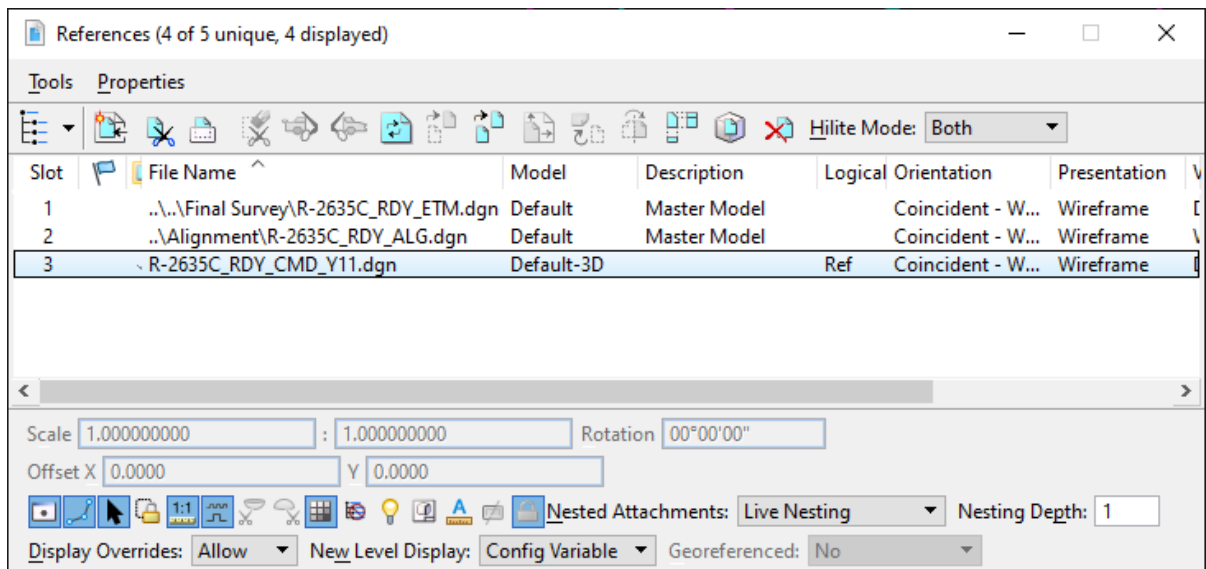 References (4 of 5 unique, 4 displayed)
Tools Properties
Hilite Mode: Both
Slot File Name Model Description Logical Orientation Presentation V
1 ..\..\Final Survey\R-2635C_RDY_ETM.dgn Default Master Model Coincident - W... Wireframe
2 ..\Alignment\R-2635C_RDY_ALG.dgn Default Master Model Coincident - W... Wireframe
3 R-2635C_RDY_CMD_Y11.dgn Default-3D Ref Coincident - W... Wireframe
Scale 1.000000000 : 1.000000000 Rotation 00°00'00"
Offset X 0.0000 Y 0.0000
1:1 A Nested Attachments: Live Nesting Nesting Depth: 1
Display Overrides: Allow New Level Display: Config Variable Georeferenced: No